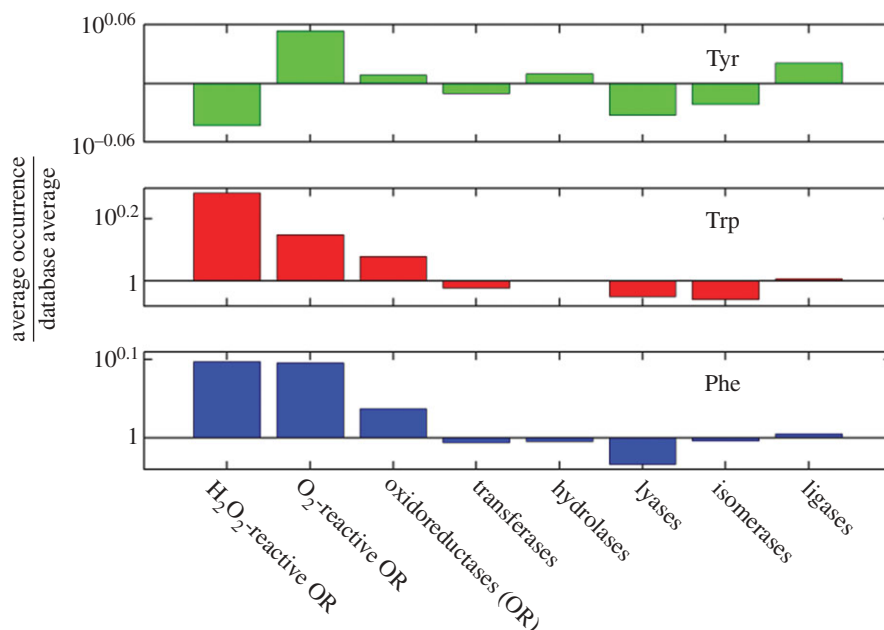 10^0.06
Tyr
10^−0.06
average occurrence
database average
10^0.2
Trp
1
10^0.1
Phe
1
H₂O₂-reactive OR
O₂-reactive OR
oxidoreductases (OR)
transferases
hydrolases
lyases
isomerases
ligases